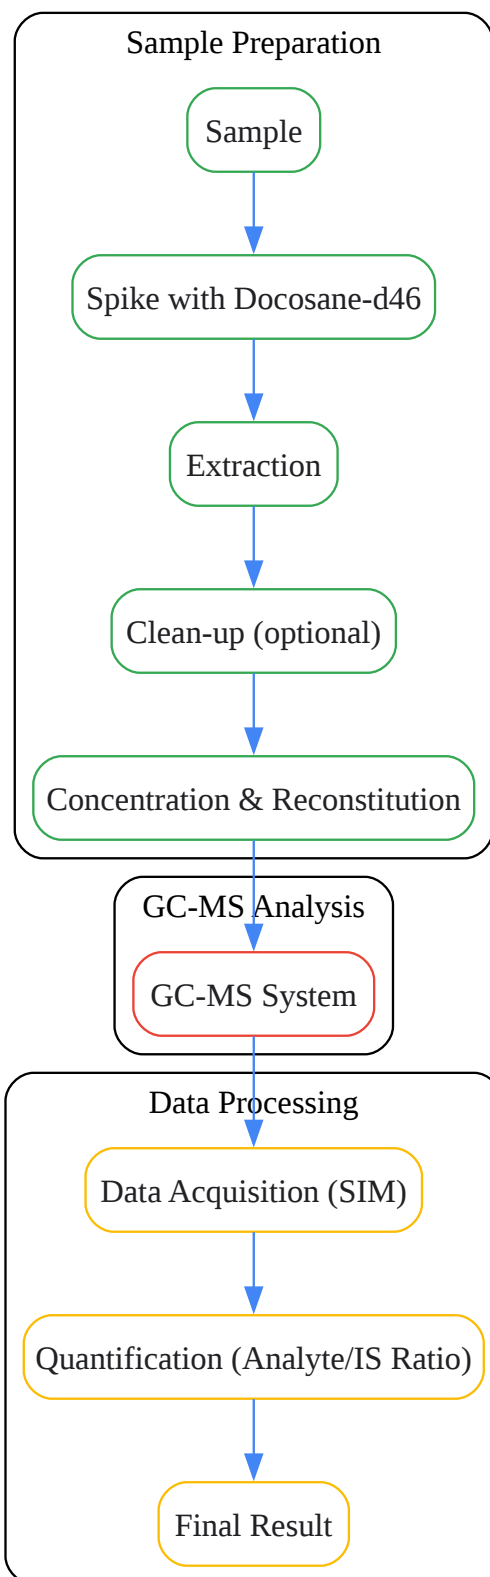 Sample Preparation
Sample
Spike with Docosane-d46
Extraction
Clean-up (optional)
Concentration & Reconstitution
GC-MS Analysis
GC-MS System
Data Processing
Data Acquisition (SIM)
Quantification (Analyte/IS Ratio)
Final Result